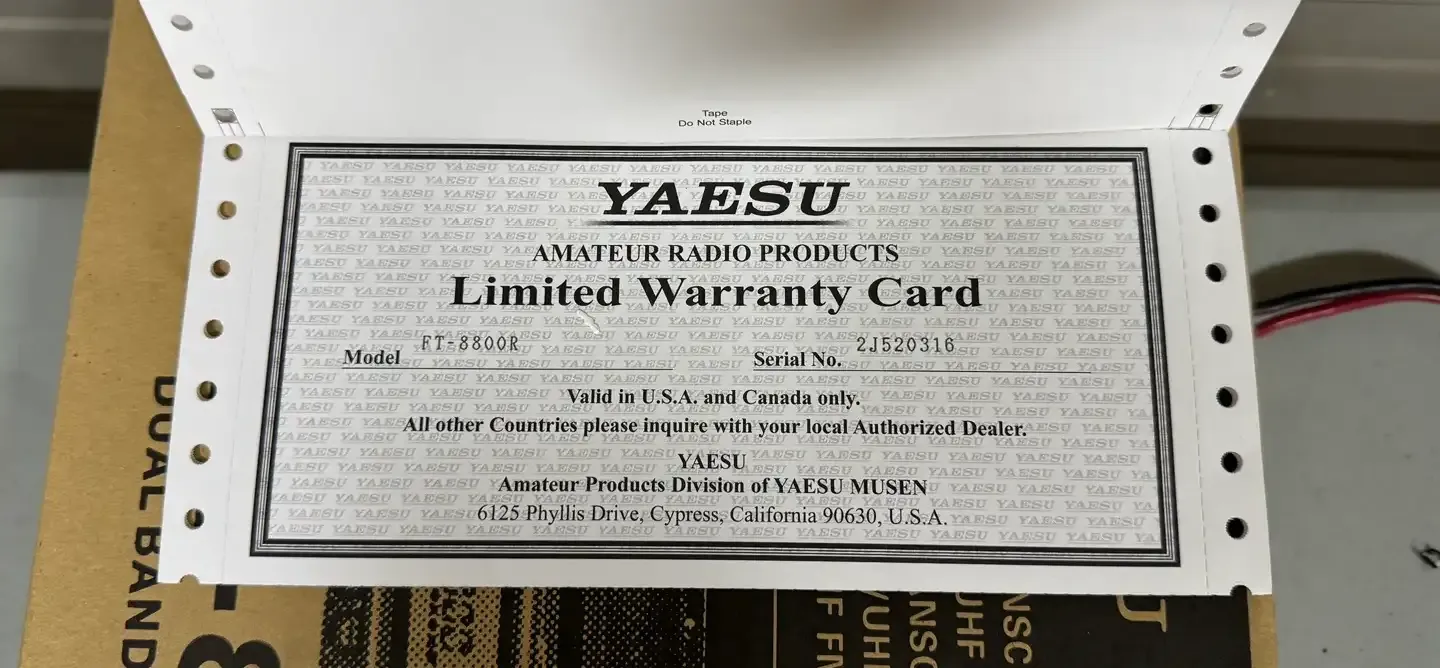 Tape
Do Not Staple
YAESU
AMATEUR RADIO PRODUCTS
Limited Warranty Card
Model FT-8800R Serial No. 2J520316
Valid in U.S.A. and Canada only.
All other Countries please inquire with your local Authorized Dealer.
YAESU
Amateur Products Division of YAESU MUSEN
6125 Phyllis Drive, Cypress, California 90630, U.S.A.
DUAL BAND